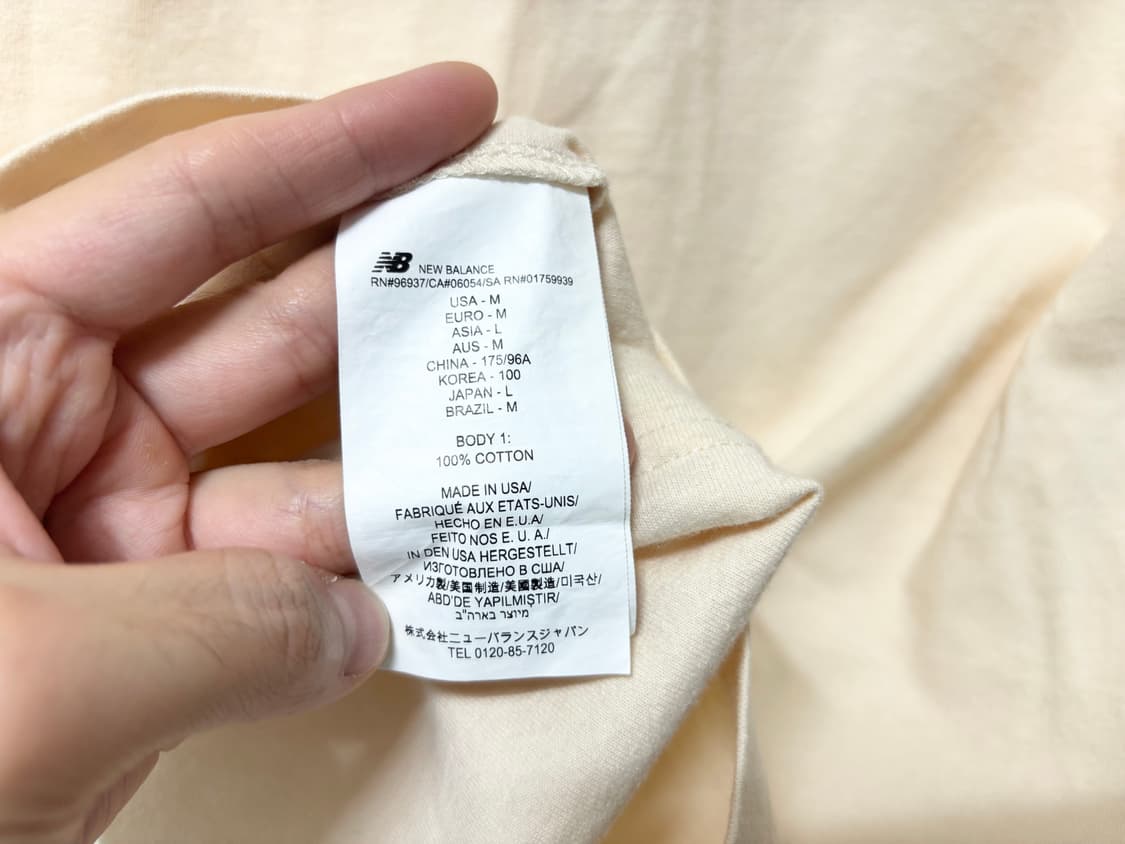 NB NEW BALANCE
RN#96937/CA#06054/SA RN#01759939
USA - M
EURO - M
ASIA - L
AUS - M
CHINA - 175/96A
KOREA - 100
JAPAN - L
BRAZIL - M
BODY 1:
100% COTTON
MADE IN USA/
FABRIQUÉ AUX ETATS-UNIS/
HECHO EN E.U.A/
FEITO NOS E. U. A./
IN DEN USA HERGESTELLT/
ИЗГОТОВЛЕНО В США/
アメリカ製/美国制造/美國製造/미국산/
ABD'DE YAPILMIŞTIR/
מיוצר בארה"ב
株式会社ニューバランスジャパン
TEL 0120-85-7120